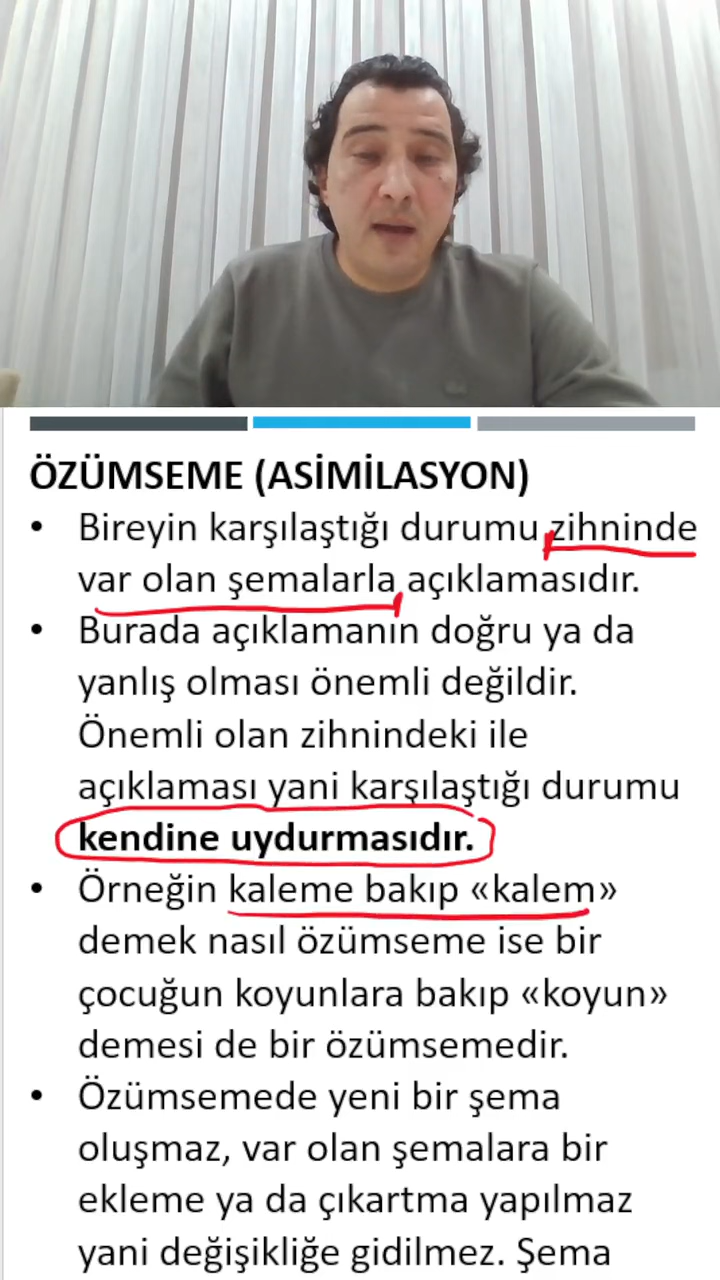 ÖZÜMSEME (ASİMİLASYON)
• Bireyin karşılaştığı durumu zihninde
var olan şemalarla açıklamasıdır.
• Burada açıklamanın doğru ya da
yanlış olması önemli değildir.
Önemli olan zihnindeki ile
açıklaması yani karşılaştığı durumu
kendine uydurmasıdır.
• Örneğin kaleme bakıp «kalem»
demek nasıl özümseme ise bir
çocuğun koyunlara bakıp «koyun»
demesi de bir özümsemedir.
• Özümsemede yeni bir şema
oluşmaz, var olan şemalara bir
ekleme ya da çıkartma yapılmaz
yani değişikliğe gidilmez. Şema